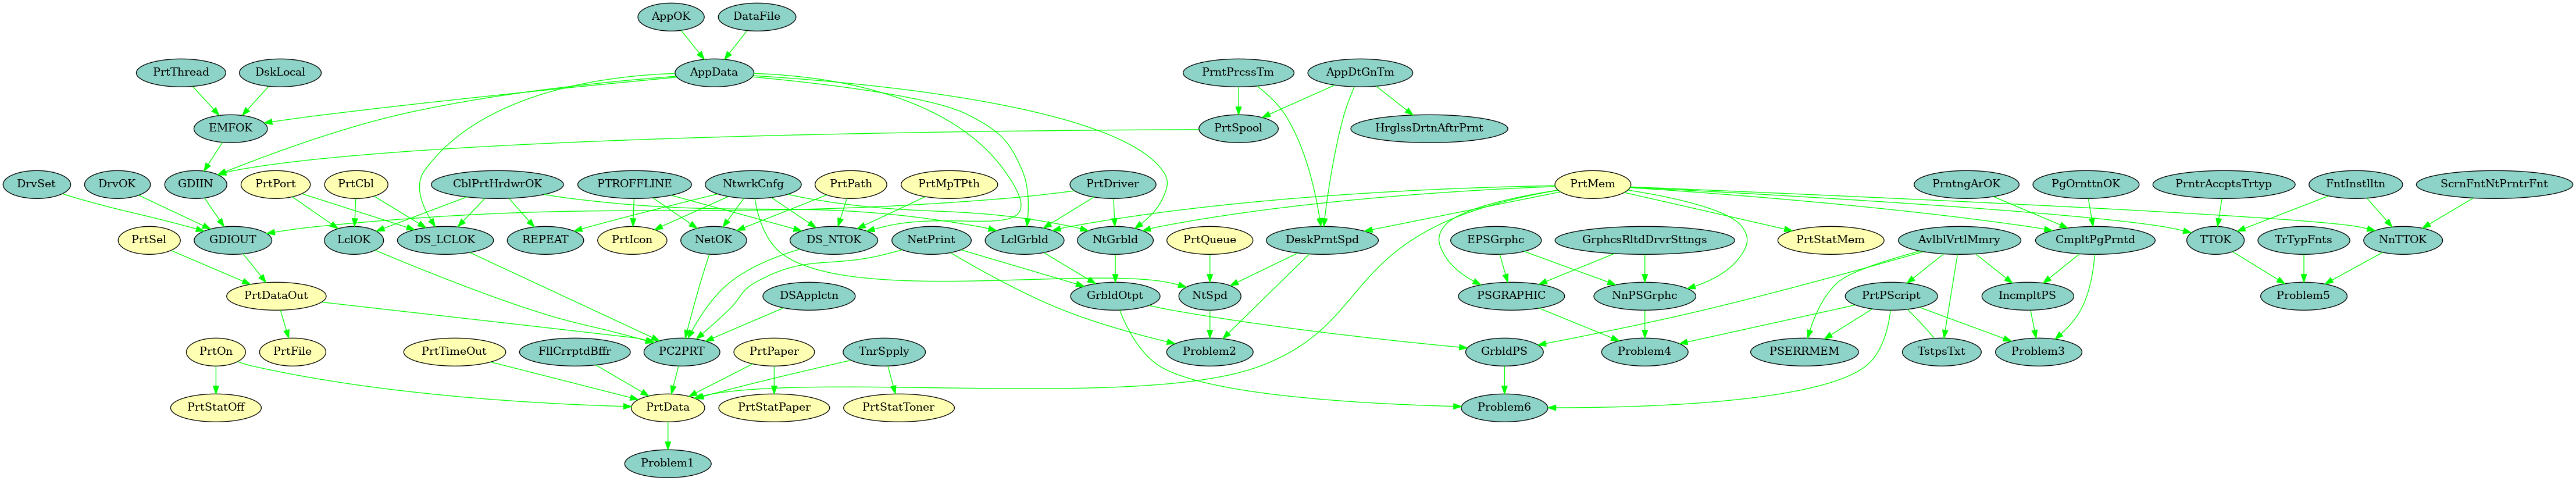 AppOK DataFile
PrtThread DskLocal AppData PrntPrcssTm AppDtGnTm
EMFOK PrtSpool HrglssDrtnAftrPrnt
DrvSet DrvOK GDIIN PrtPort PrtCbl CblPrtHrdwrOK PTROFFLINE NtwrkCnfg PrtPath PrtMpTPth PrtDriver PrtMem PrntngArOK PgOrnttnOK PrntrAccptsTrtyp FntInstlltn ScrnFntNtPrntrFnt
PrtSel GDIOUT LclOK DS_LCLOK REPEAT PrtIcon NetOK DS_NTOK NetPrint LclGrbld NtGrbld PrtQueue DeskPrntSpd EPSGrphc GrphcsRltdDrvrSttngs PrtStatMem AvlblVrtlMmry CmpltPgPrntd TTOK TrTypFnts NnTTOK
PrtDataOut DSApplctn GrbldOtpt NtSpd PSGRAPHIC NnPSGrphc PrtPScript IncmpltPS Problem5
PrtOn PrtFile PrtTimeOut FllCrrptdBffr PC2PRT PrtPaper TnrSpply Problem2 GrbldPS Problem4 PSERRMEM TstpsTxt Problem3
PrtStatOff PrtData PrtStatPaper PrtStatToner Problem6
Problem1